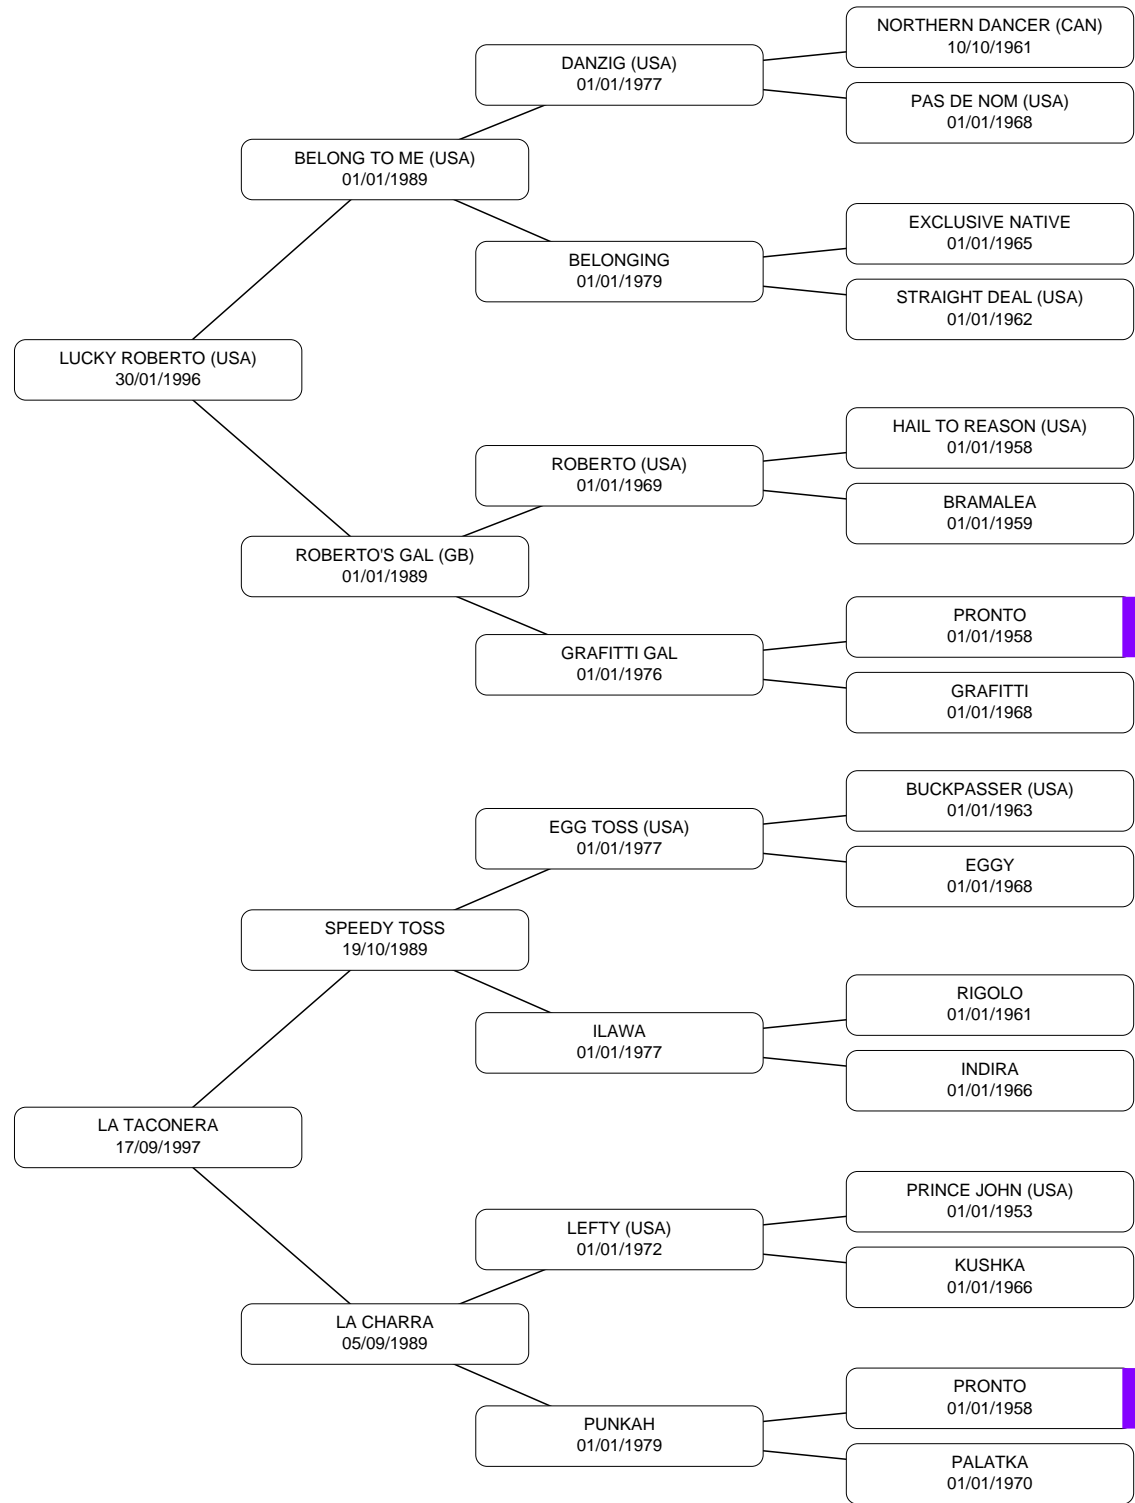 NORTHERN DANCER (CAN)
10/10/1961
DANZIG (USA)
01/01/1977
PAS DE NOM (USA)
01/01/1968
BELONG TO ME (USA)
01/01/1989
EXCLUSIVE NATIVE
01/01/1965
BELONGING
01/01/1979
STRAIGHT DEAL (USA)
01/01/1962
LUCKY ROBERTO (USA)
30/01/1996
HAIL TO REASON (USA)
01/01/1958
ROBERTO (USA)
01/01/1969
BRAMALEA
01/01/1959
ROBERTO'S GAL (GB)
01/01/1989
PRONTO
01/01/1958
GRAFITTI GAL
01/01/1976
GRAFITTI
01/01/1968
BUCKPASSER (USA)
01/01/1963
EGG TOSS (USA)
01/01/1977
EGGY
01/01/1968
SPEEDY TOSS
19/10/1989
RIGOLO
01/01/1961
ILAWA
01/01/1977
INDIRA
01/01/1966
LA TACONERA
17/09/1997
PRINCE JOHN (USA)
01/01/1953
LEFTY (USA)
01/01/1972
KUSHKA
01/01/1966
LA CHARRA
05/09/1989
PRONTO
01/01/1958
PUNKAH
01/01/1979
PALATKA
01/01/1970